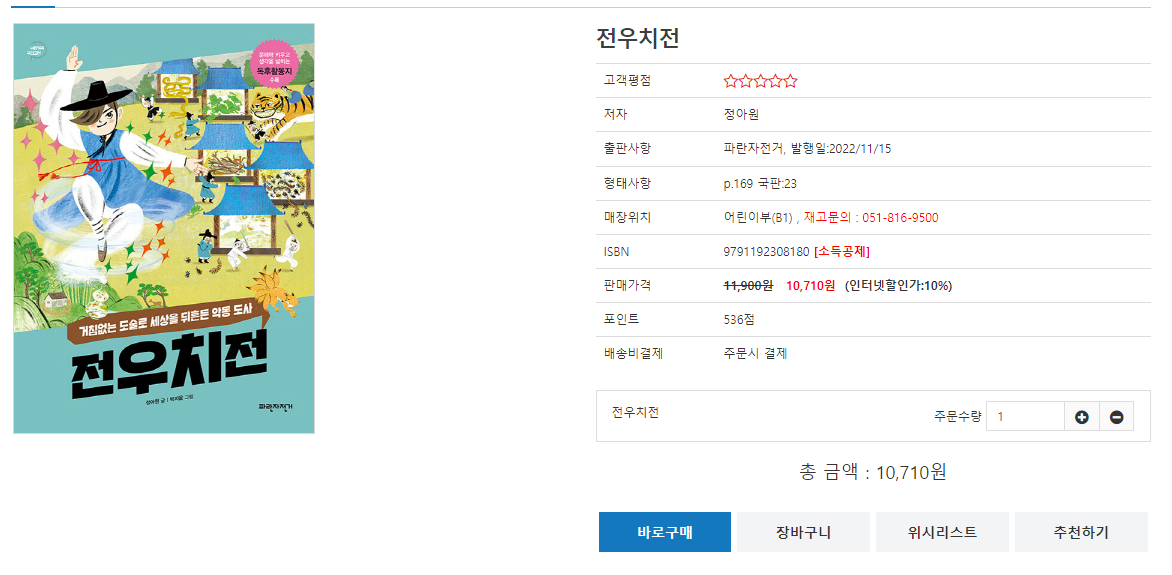 문해력 키우고
생각을 넓히는
독후활동지
수록
거침없는 도술로 세상을 뒤흔든 악동 도사
전우치전
정아원 글 | 박지윤 그림
파란자전거
전우치전
고객평점
저자 정아원
출판사항 파란자전거, 발행일:2022/11/15
형태사항 p.169 국판:23
매장위치 어린이부(B1) , 재고문의 : 051-816-9500
ISBN 9791192308180 [소득공제]
판매가격 11,900원 10,710원 (인터넷할인가:10%)
포인트 536점
배송비결제 주문시 결제
전우치전 주문수량 1
총 금액 : 10,710원
바로구매 장바구니 위시리스트 추천하기